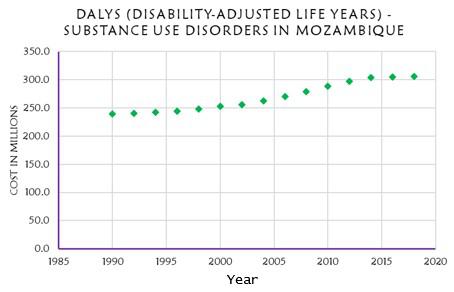 DALYS (DISABILITY-ADJUSTED LIFE YEARS) -
SUBSTANCE USE DISORDERS IN MOZAMBIQUE
COST IN MILLIONS
350.0
300.0
250.0
200.0
150.0
100.0
50.0
0.0
1985 1990 1995 2000 2005 2010 2015 2020
Year